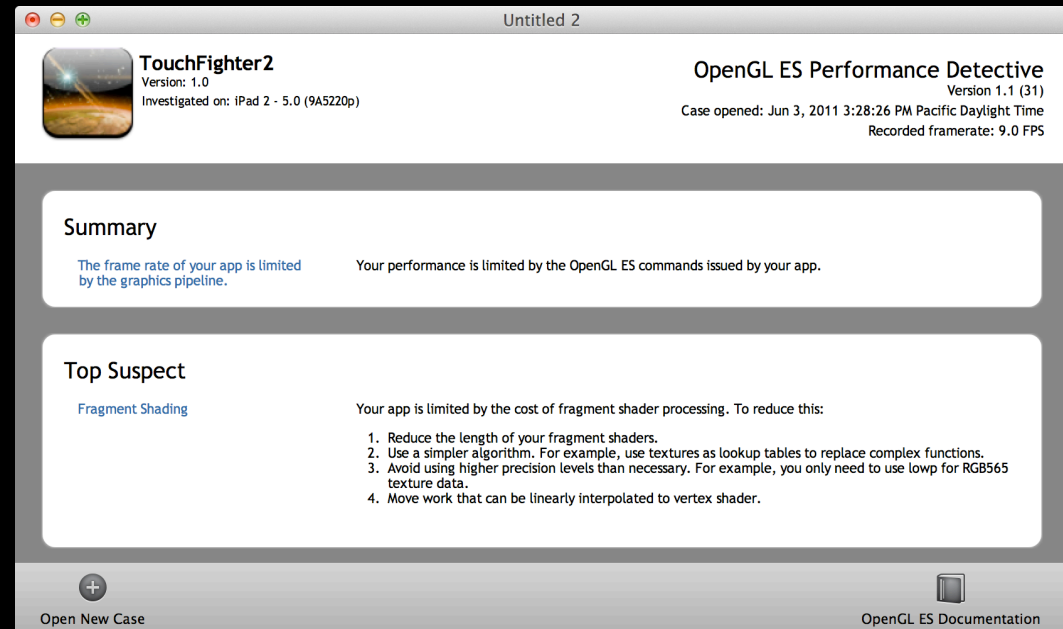 Untitled 2
TouchFighter2
Version: 1.0
Investigated on: iPad 2 - 5.0 (9A5220p)
OpenGL ES Performance Detective
Version 1.1 (31)
Case opened: Jun 3, 2011 3:28:26 PM Pacific Daylight Time
Recorded framerate: 9.0 FPS
Summary
The frame rate of your app is limited
by the graphics pipeline.
Your performance is limited by the OpenGL ES commands issued by your app.
Top Suspect
Fragment Shading
Your app is limited by the cost of fragment shader processing. To reduce this:
1. Reduce the length of your fragment shaders.
2. Use a simpler algorithm. For example, use textures as lookup tables to replace complex functions.
3. Avoid using higher precision levels than necessary. For example, you only need to use lowp for RGB565
texture data.
4. Move work that can be linearly interpolated to vertex shader.
Open New Case
OpenGL ES Documentation